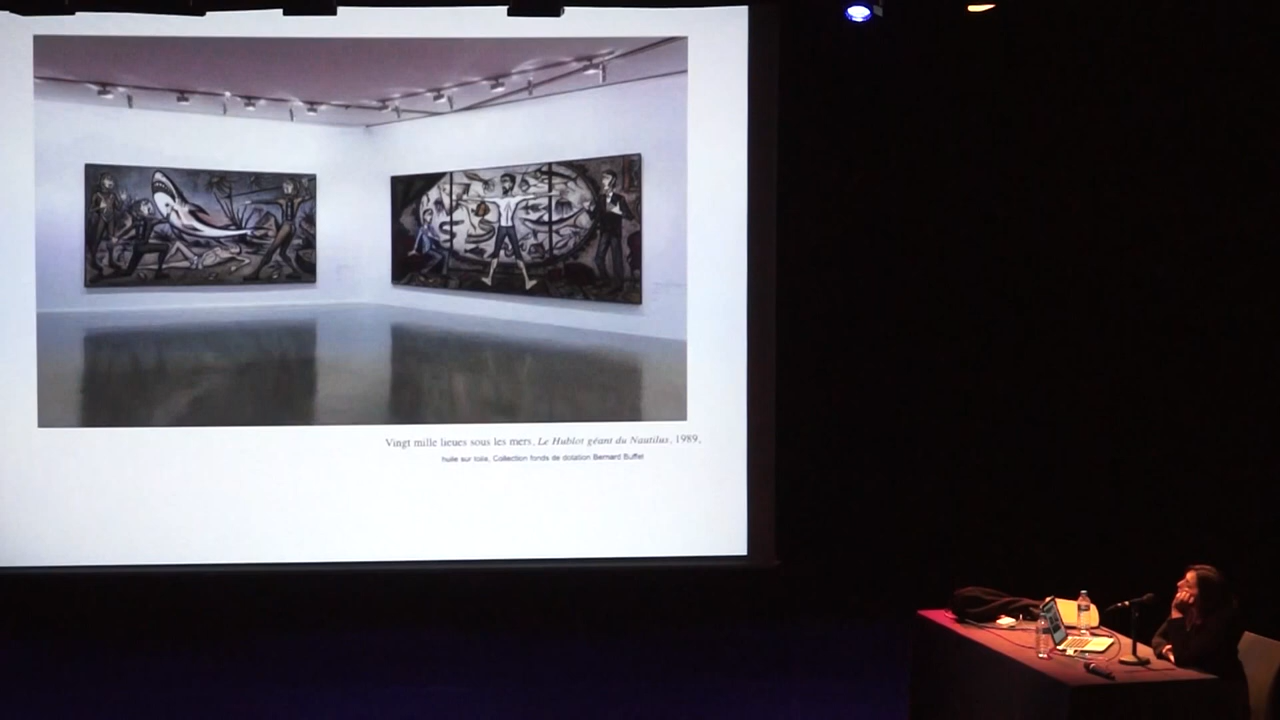 Vingt mille lieues sous les mers, Le Hublot géant du Nautilus, 1989,
huile sur toile, Collection fonds de dotation Bernard Buffet